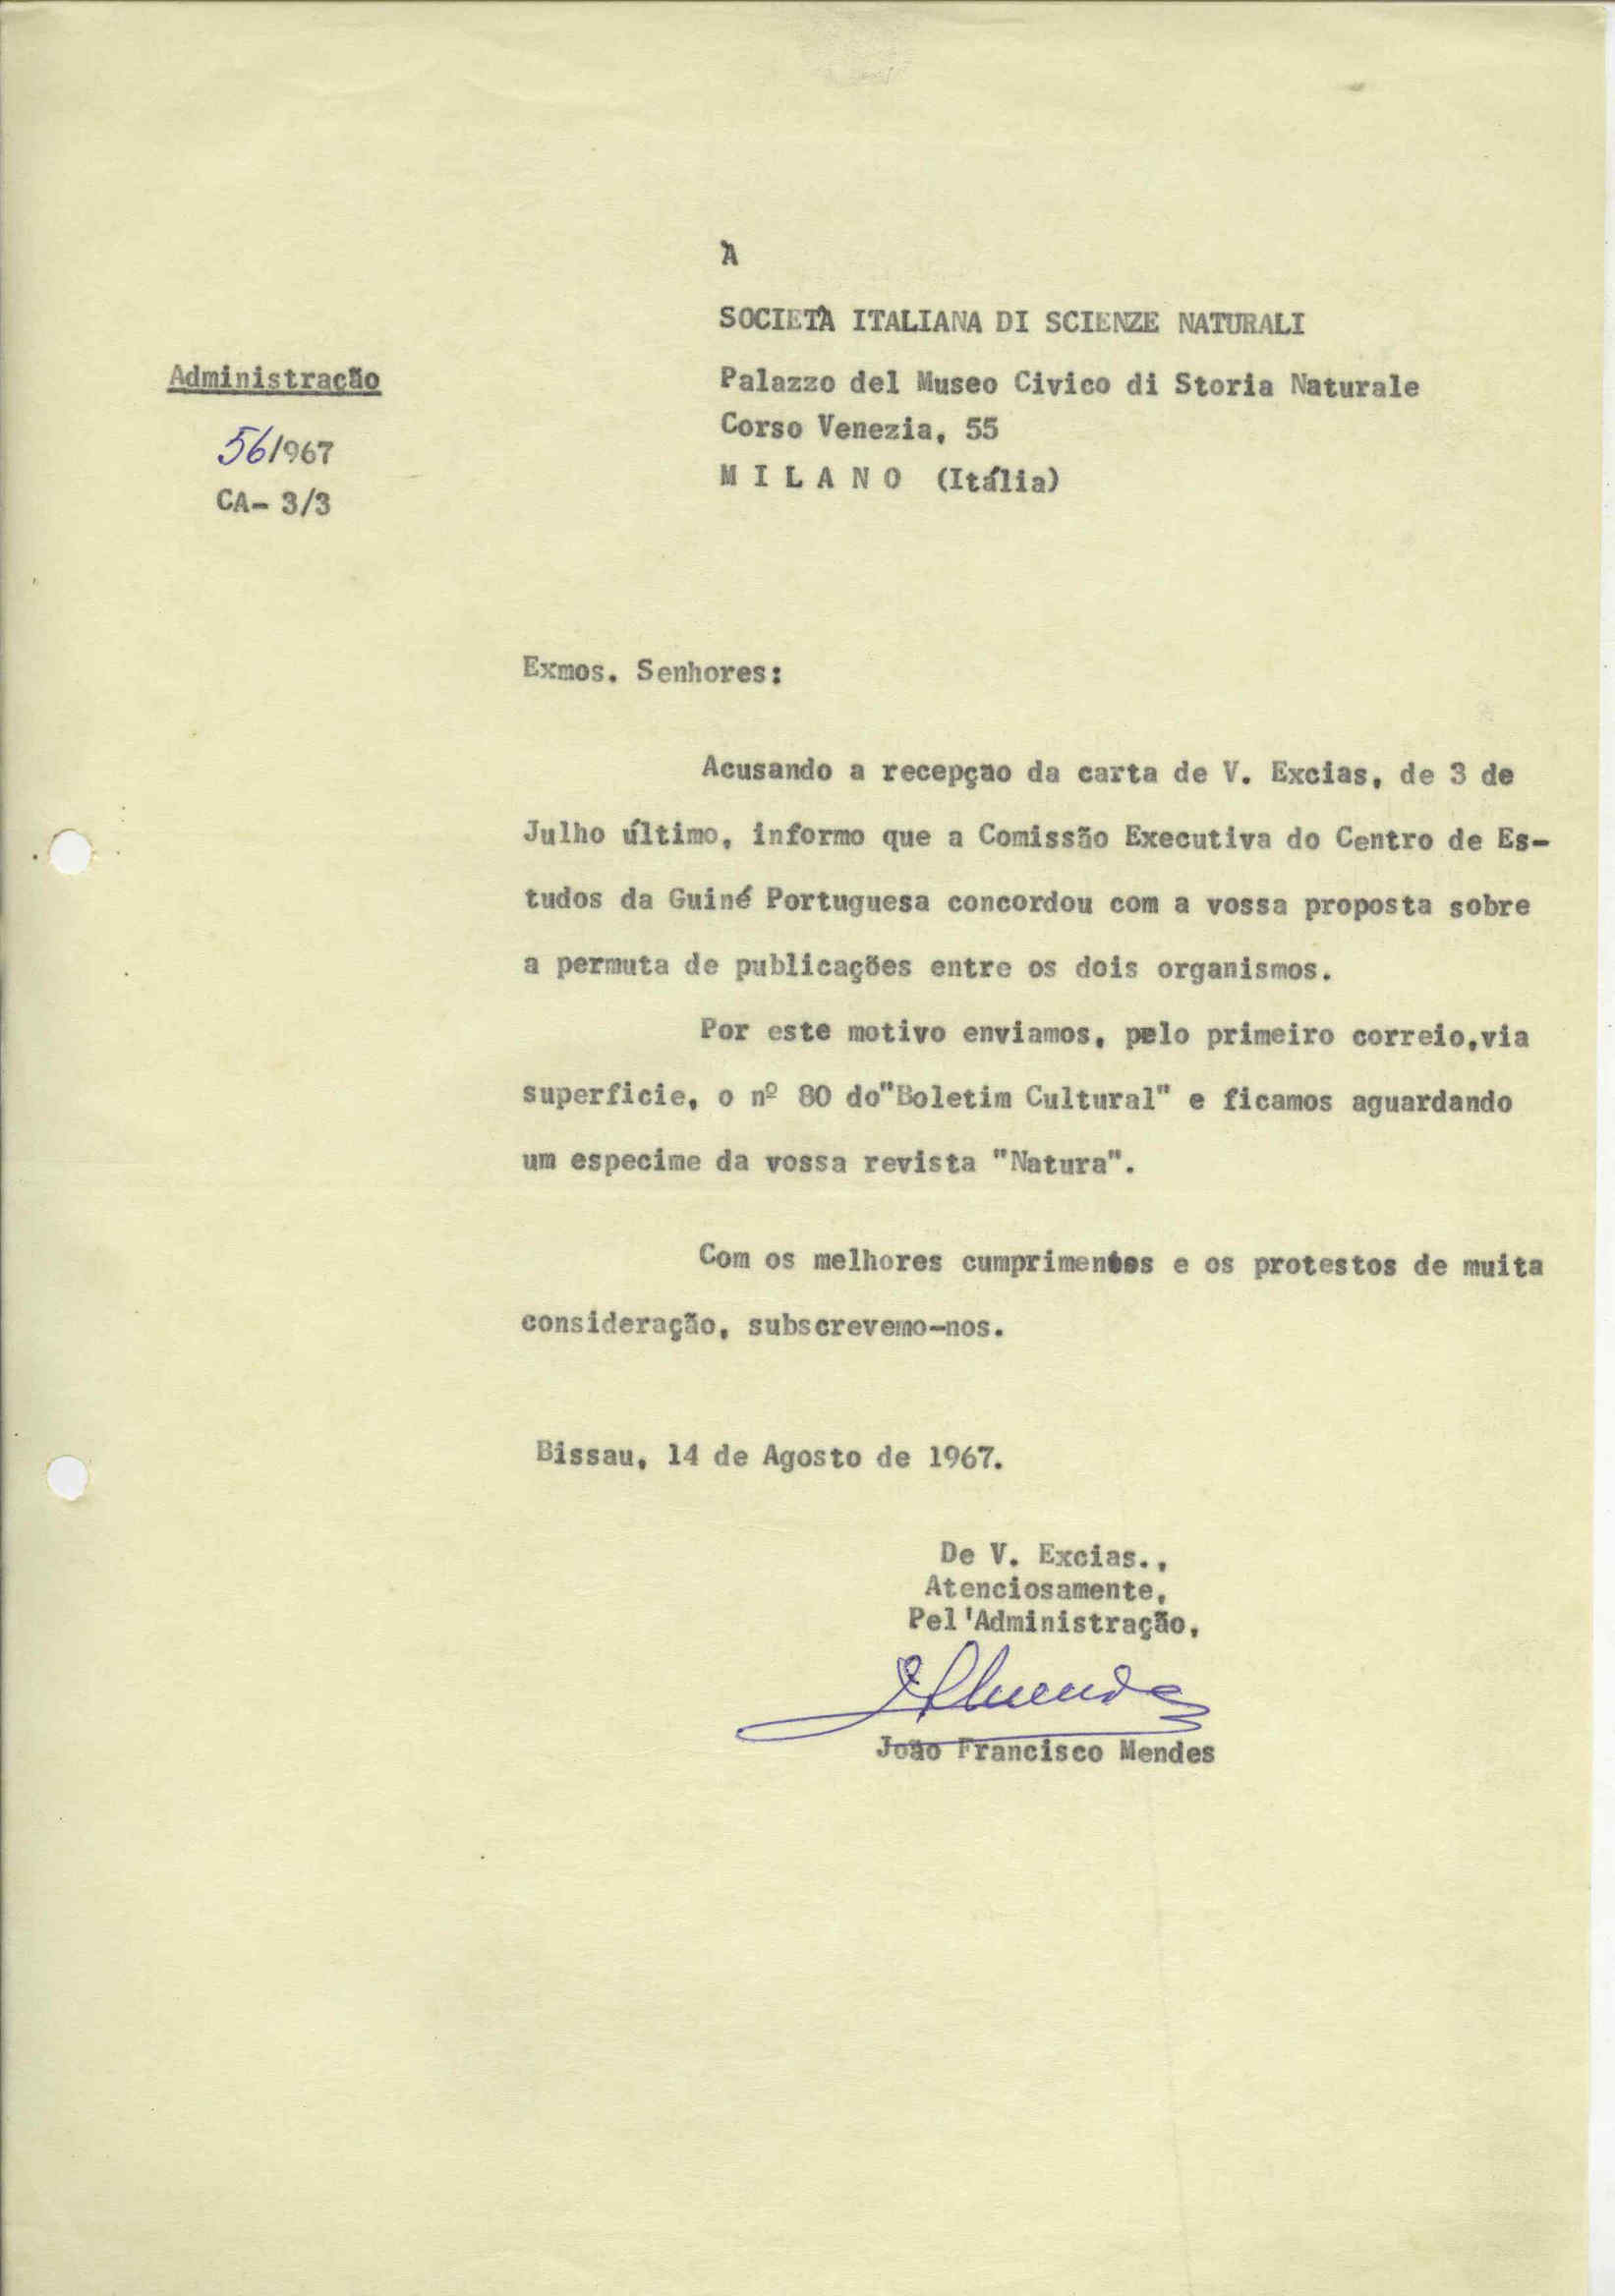 À
SOCIETÀ ITALIANA DI SCIENZE NATURALI
Administração
Palazzo del Museo Civico di Storia Naturale
Corso Venezia, 55
56/967
M I L A N O (Itália)
CA- 3/3
Exmos. Senhores:
Acusando a recepçao da carta de V. Excias, de 3 de
Julho último, informo que a Comissão Executiva do Centro de Es-
tudos da Guiné Portuguesa concordou com a vossa proposta sobre
a permuta de publicações entre os dois organismos.
Por este motivo enviamos, pelo primeiro correio,via
superficie, o nº 80 do"Boletim Cultural" e ficamos aguardando
um especime da vossa revista "Natura".
Com os melhores cumprimentos e os protestos de muita
consideração, subscrevemo-nos.
Bissau, 14 de Agosto de 1967.
De V. Excias.,
Atenciosamente,
Pel'Administração,
João Francisco Mendes